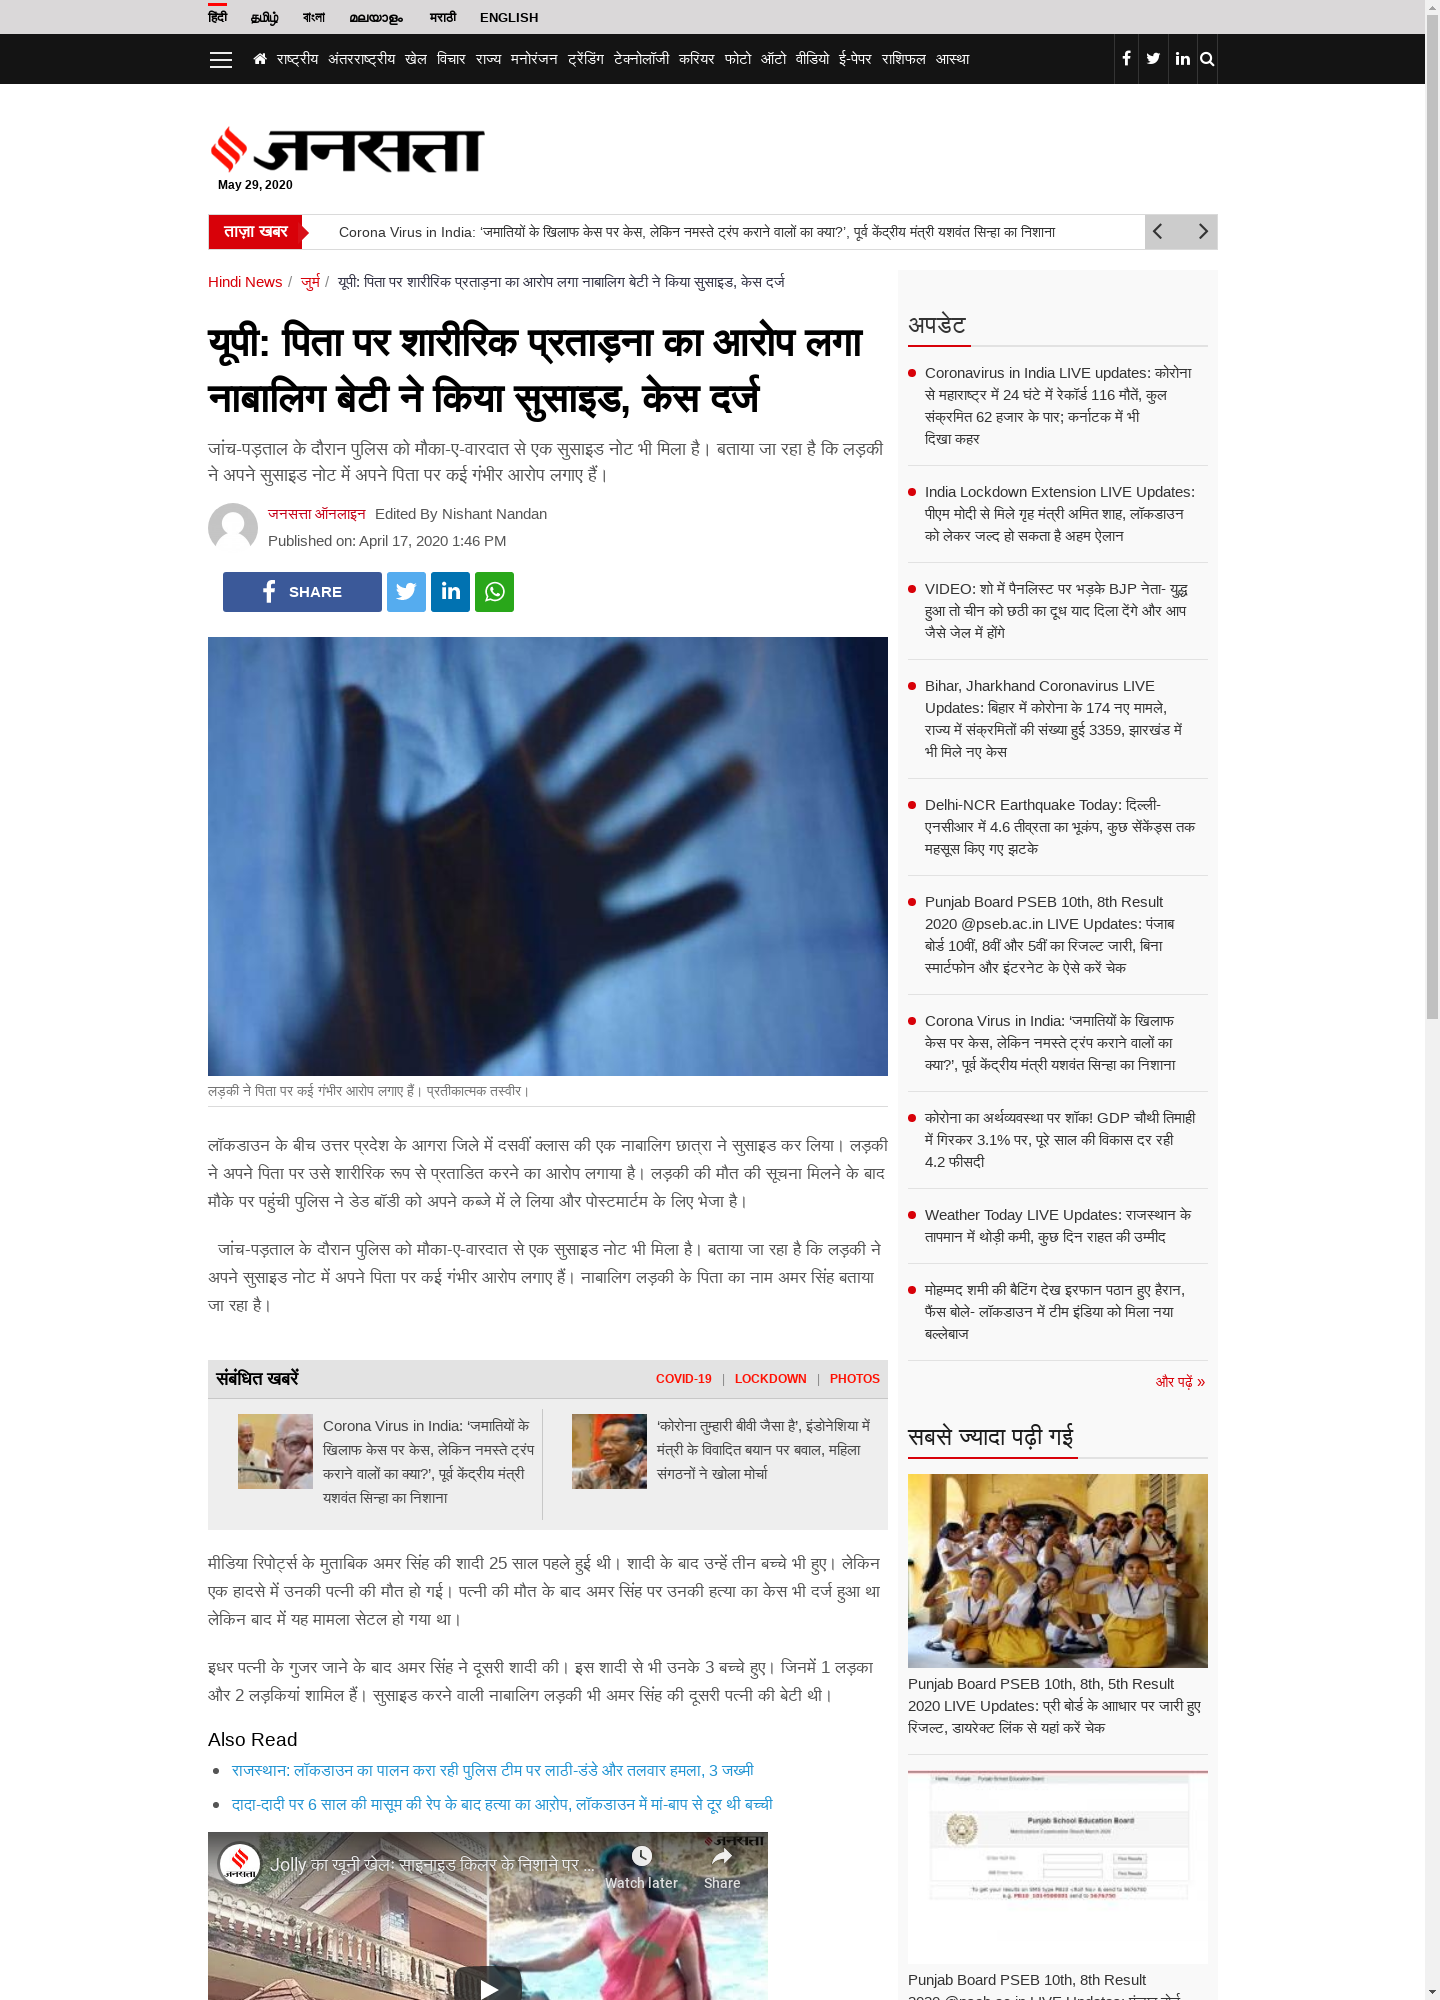 हिंदी தமிழ் বাংলা മലയാളം मराठी ENGLISH
राष्ट्रीय अंतरराष्ट्रीय खेल विचार राज्य मनोरंजन ट्रेंडिंग टेक्नोलॉजी करियर फोटो ऑटो वीडियो ई-पेपर राशिफल आस्था
जनसत्ता
May 29, 2020
ताज़ा खबर
Corona Virus in India: ‘जमातियों के खिलाफ केस पर केस, लेकिन नमस्ते ट्रंप कराने वालों का क्या?’, पूर्व केंद्रीय मंत्री यशवंत सिन्हा का निशाना
Hindi News / जुर्म / यूपी: पिता पर शारीरिक प्रताड़ना का आरोप लगा नाबालिग बेटी ने किया सुसाइड, केस दर्ज
यूपी: पिता पर शारीरिक प्रताड़ना का आरोप लगा
नाबालिग बेटी ने किया सुसाइड, केस दर्ज
जांच-पड़ताल के दौरान पुलिस को मौका-ए-वारदात से एक सुसाइड नोट भी मिला है। बताया जा रहा है कि लड़की
ने अपने सुसाइड नोट में अपने पिता पर कई गंभीर आरोप लगाए हैं।
जनसत्ता ऑनलाइन Edited By Nishant Nandan
Published on: April 17, 2020 1:46 PM
SHARE
लड़की ने पिता पर कई गंभीर आरोप लगाए हैं। प्रतीकात्मक तस्वीर।
लॉकडाउन के बीच उत्तर प्रदेश के आगरा जिले में दसवीं क्लास की एक नाबालिग छात्रा ने सुसाइड कर लिया। लड़की
ने अपने पिता पर उसे शारीरिक रूप से प्रताडित करने का आरोप लगाया है। लड़की की मौत की सूचना मिलने के बाद
मौके पर पहुंची पुलिस ने डेड बॉडी को अपने कब्जे में ले लिया और पोस्टमार्टम के लिए भेजा है।
जांच-पड़ताल के दौरान पुलिस को मौका-ए-वारदात से एक सुसाइड नोट भी मिला है। बताया जा रहा है कि लड़की ने
अपने सुसाइड नोट में अपने पिता पर कई गंभीर आरोप लगाए हैं। नाबालिग लड़की के पिता का नाम अमर सिंह बताया
जा रहा है।
संबंधित खबरें
COVID-19 | LOCKDOWN | PHOTOS
Corona Virus in India: ‘जमातियों के
खिलाफ केस पर केस, लेकिन नमस्ते ट्रंप
कराने वालों का क्या?’, पूर्व केंद्रीय मंत्री
यशवंत सिन्हा का निशाना
‘कोरोना तुम्हारी बीवी जैसा है’, इंडोनेशिया में
मंत्री के विवादित बयान पर बवाल, महिला
संगठनों ने खोला मोर्चा
मीडिया रिपोर्ट्स के मुताबिक अमर सिंह की शादी 25 साल पहले हुई थी। शादी के बाद उन्हें तीन बच्चे भी हुए। लेकिन
एक हादसे में उनकी पत्नी की मौत हो गई। पत्नी की मौत के बाद अमर सिंह पर उनकी हत्या का केस भी दर्ज हुआ था
लेकिन बाद में यह मामला सेटल हो गया था।
इधर पत्नी के गुजर जाने के बाद अमर सिंह ने दूसरी शादी की। इस शादी से भी उनके 3 बच्चे हुए। जिनमें 1 लड़का
और 2 लड़कियां शामिल हैं। सुसाइड करने वाली नाबालिग लड़की भी अमर सिंह की दूसरी पत्नी की बेटी थी।
Also Read
राजस्थान: लॉकडाउन का पालन करा रही पुलिस टीम पर लाठी-डंडे और तलवार हमला, 3 जख्मी
दादा-दादी पर 6 साल की मासूम की रेप के बाद हत्या का आऱोप, लॉकडाउन में मां-बाप से दूर थी बच्ची
जनसत्ता
Jolly का खूनी खेलः साइनाइड किलर के निशाने पर ...
Watch later Share
जनसत्ता
अपडेट
Coronavirus in India LIVE updates: कोरोना
से महाराष्ट्र में 24 घंटे में रेकॉर्ड 116 मौतें, कुल
संक्रमित 62 हजार के पार; कर्नाटक में भी
दिखा कहर
India Lockdown Extension LIVE Updates:
पीएम मोदी से मिले गृह मंत्री अमित शाह, लॉकडाउन
को लेकर जल्द हो सकता है अहम ऐलान
VIDEO: शो में पैनलिस्ट पर भड़के BJP नेता- युद्ध
हुआ तो चीन को छठी का दूध याद दिला देंगे और आप
जैसे जेल में होंगे
Bihar, Jharkhand Coronavirus LIVE
Updates: बिहार में कोरोना के 174 नए मामले,
राज्य में संक्रमितों की संख्या हुई 3359, झारखंड में
भी मिले नए केस
Delhi-NCR Earthquake Today: दिल्ली-
एनसीआर में 4.6 तीव्रता का भूकंप, कुछ सेंकेंड्स तक
महसूस किए गए झटके
Punjab Board PSEB 10th, 8th Result
2020 @pseb.ac.in LIVE Updates: पंजाब
बोर्ड 10वीं, 8वीं और 5वीं का रिजल्ट जारी, बिना
स्मार्टफोन और इंटरनेट के ऐसे करें चेक
Corona Virus in India: ‘जमातियों के खिलाफ
केस पर केस, लेकिन नमस्ते ट्रंप कराने वालों का
क्या?’, पूर्व केंद्रीय मंत्री यशवंत सिन्हा का निशाना
कोरोना का अर्थव्यवस्था पर शॉक! GDP चौथी तिमाही
में गिरकर 3.1% पर, पूरे साल की विकास दर रही
4.2 फीसदी
Weather Today LIVE Updates: राजस्थान के
तापमान में थोड़ी कमी, कुछ दिन राहत की उम्मीद
मोहम्मद शमी की बैटिंग देख इरफान पठान हुए हैरान,
फैंस बोले- लॉकडाउन में टीम इंडिया को मिला नया
बल्लेबाज
और पढ़ें »
सबसे ज्यादा पढ़ी गई
Punjab Board PSEB 10th, 8th, 5th Result
2020 LIVE Updates: प्री बोर्ड के आाधार पर जारी हुए
रिजल्ट, डायरेक्ट लिंक से यहां करें चेक
Punjab School Education Board
Punjab Board PSEB 10th, 8th Result